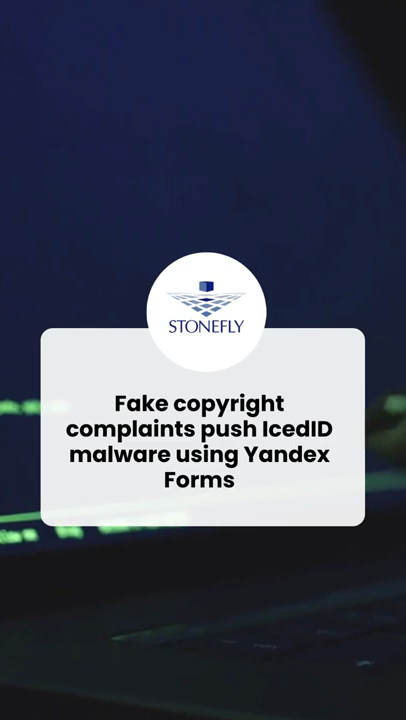 STONEFLY
Fake copyright
complaints push IcedID
malware using Yandex
Forms